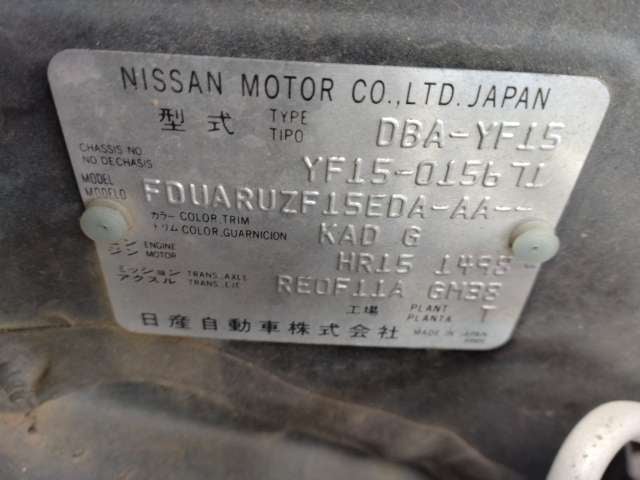 NISSAN MOTOR CO.,LTD. JAPAN
型式 TYPE TIPO DBA-YF15
CHASSIS NO NO DECHASIS YF15-015671
MODEL MODELO FDUARUZF15EDA-AA--
カラー COLOR,TRIM
トリム COLOR,GUARNICION KAD G
エンジン ENGINE MOTOR HR15 1498
ミッション TRANS. AXLE
アクスル TRANS. EJE RE0F11A GH38
工場 PLANT PLANTA T
日産自動車株式会社 MADE IN JAPAN